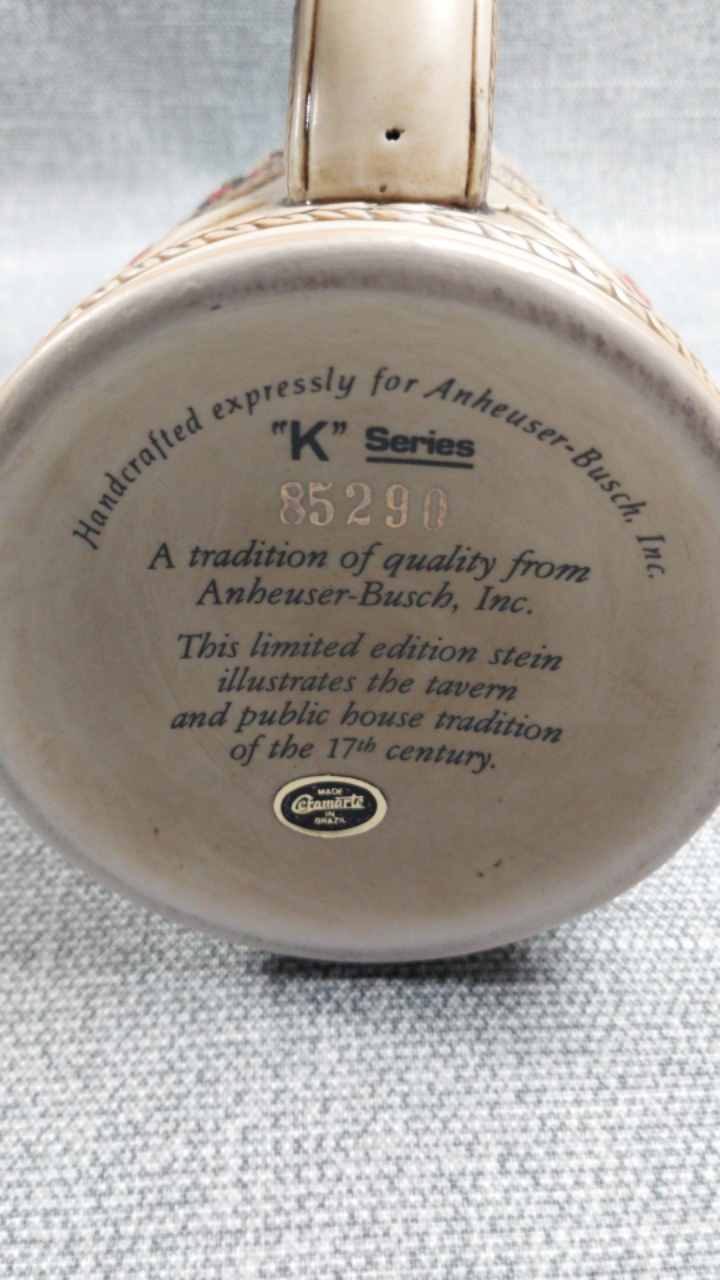 Handcrafted expressly for Anheuser-Busch, Inc.
"K" Series
85290
A tradition of quality from
Anheuser-Busch, Inc.
This limited edition stein
illustrates the tavern
and public house tradition
of the 17th century.
MADE
Ceramarte
IN
BRAZIL